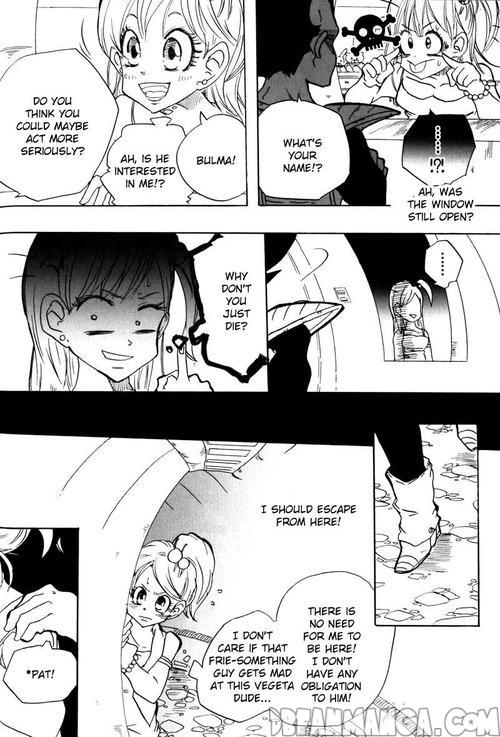 ......
!?!
AH, WAS
THE WINDOW
STILL OPEN?
WHAT'S
YOUR
NAME!?
BULMA!
AH, IS HE
INTERESTED
IN ME!?
DO YOU
THINK YOU
COULD MAYBE
ACT MORE
SERIOUSLY?
......
WHY
DON'T
YOU
JUST
DIE?
I SHOULD ESCAPE
FROM HERE!
THERE IS
NO NEED
FOR ME TO
BE HERE! I
DON'T HAVE
ANY
OBLIGATION
TO HIM!
I DON'T
CARE IF THAT
FRIE-SOMETHING
GUY GETS MAD
AT THIS VEGETA
DUDE...
*PAT!
DBFANMANGA.COM